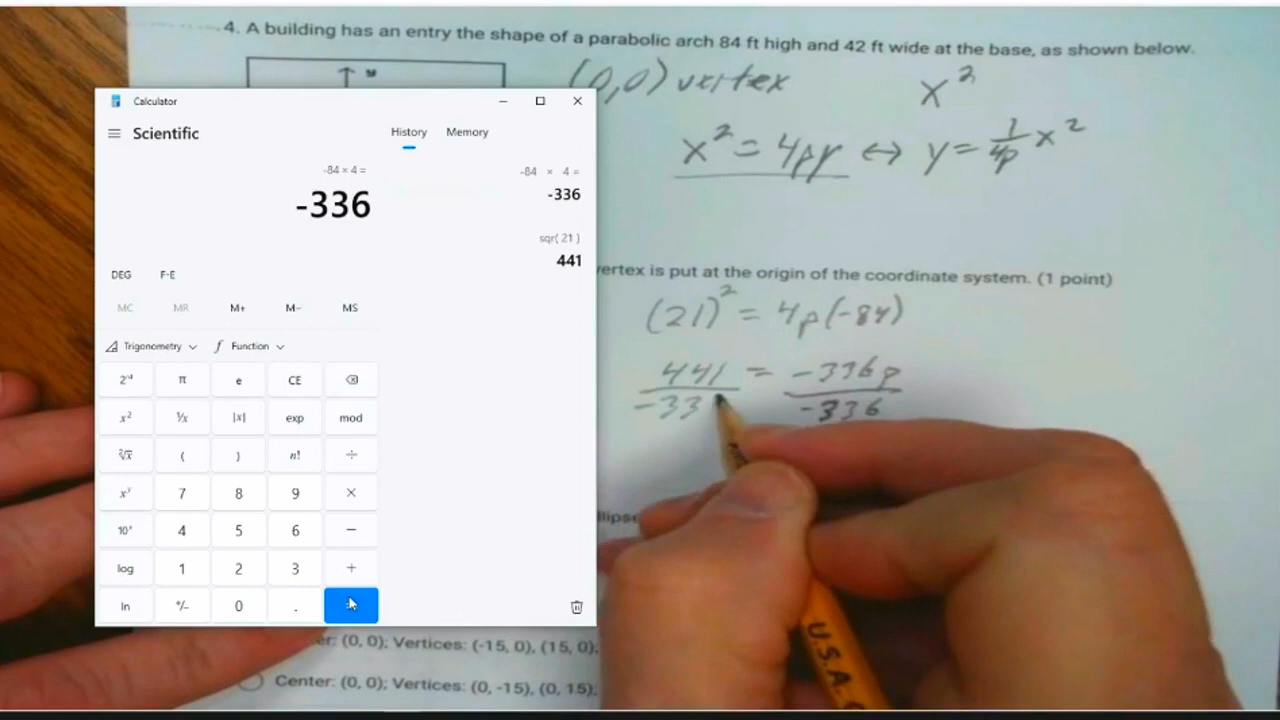 4. A building has an entry the shape of a parabolic arch 84 ft high and 42 ft wide at the base, as shown below.
(0,0) vertex
x²
x² = 4py ↔ y = 1/4p x²
Calculator
Scientific
History Memory
-84 × 4 =
-336
-84 × 4 =
-336
sqr( 21 )
441
DEG F-E
MC MR M+ M- MS
Trigonometry Function
2ⁿᵈ π e CE
x² ¹/x |x| exp mod
²√x ( ) n! ÷
xʸ 7 8 9 ×
10ˣ 4 5 6 −
log 1 2 3 +
ln +/- 0 .
vertex is put at the origin of the coordinate system. (1 point)
(21)² = 4p(-84)
441 = -336p
-33 -336
(0, 0); Vertices: (-15, 0), (15, 0);
Center: (0, 0); Vertices: (0, -15), (0, 15);
U.S.A.